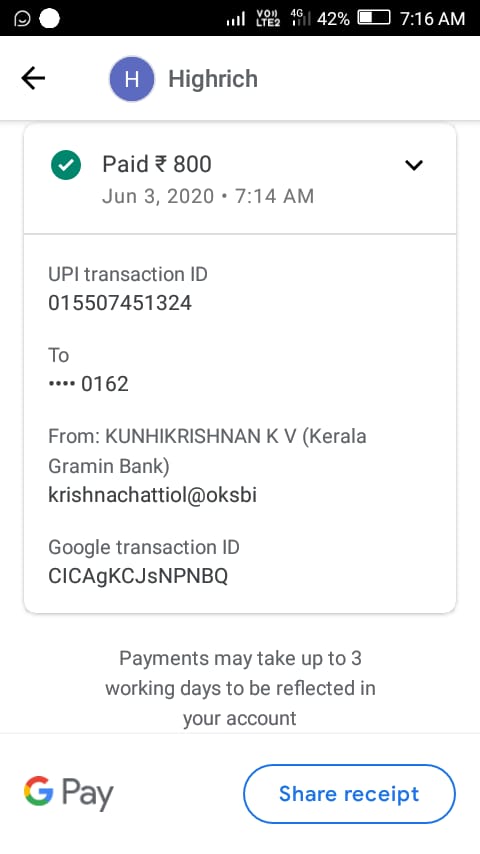 VO)) LTE2 4G 42% 7:16 AM
H Highrich
Paid ₹ 800
Jun 3, 2020 • 7:14 AM
UPI transaction ID
015507451324
To
•••• 0162
From: KUNHIKRISHNAN K V (Kerala
Gramin Bank)
krishnachattiol@oksbi
Google transaction ID
CICAgKCJsNPNBQ
Payments may take up to 3
working days to be reflected in
your account
G Pay
Share receipt